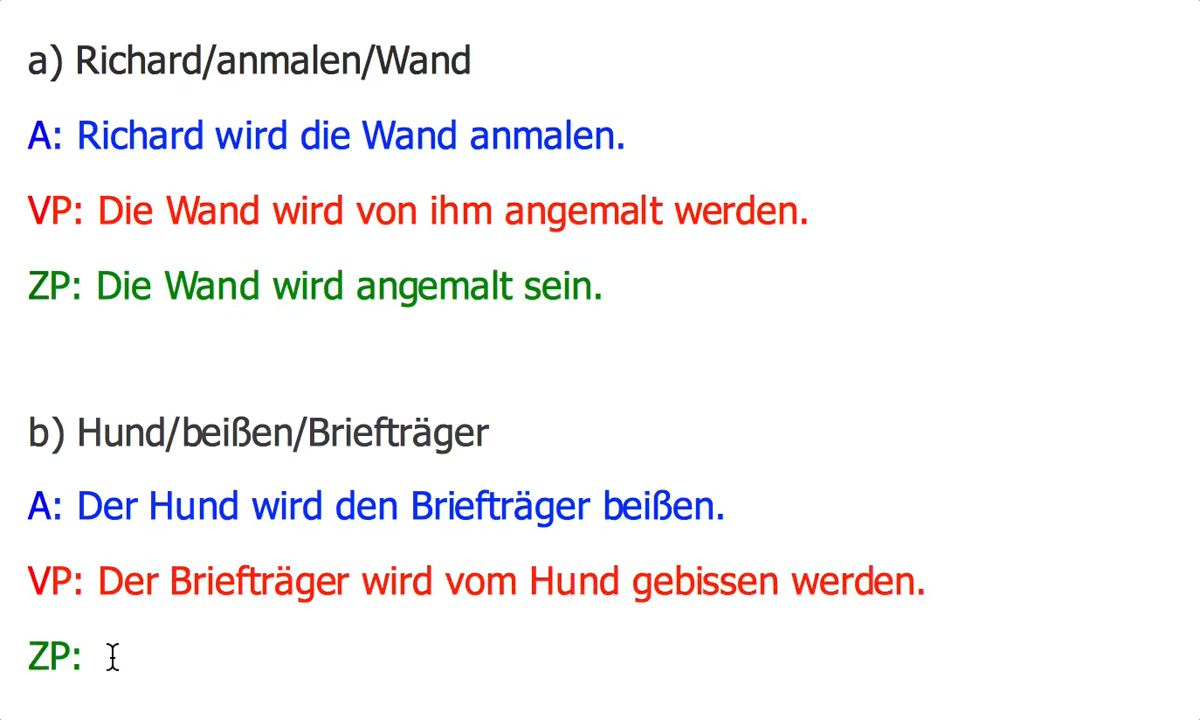 a) Richard/anmalen/Wand
A: Richard wird die Wand anmalen.
VP: Die Wand wird von ihm angemalt werden.
ZP: Die Wand wird angemalt sein.
b) Hund/beißen/Briefträger
A: Der Hund wird den Briefträger beißen.
VP: Der Briefträger wird vom Hund gebissen werden.
ZP: